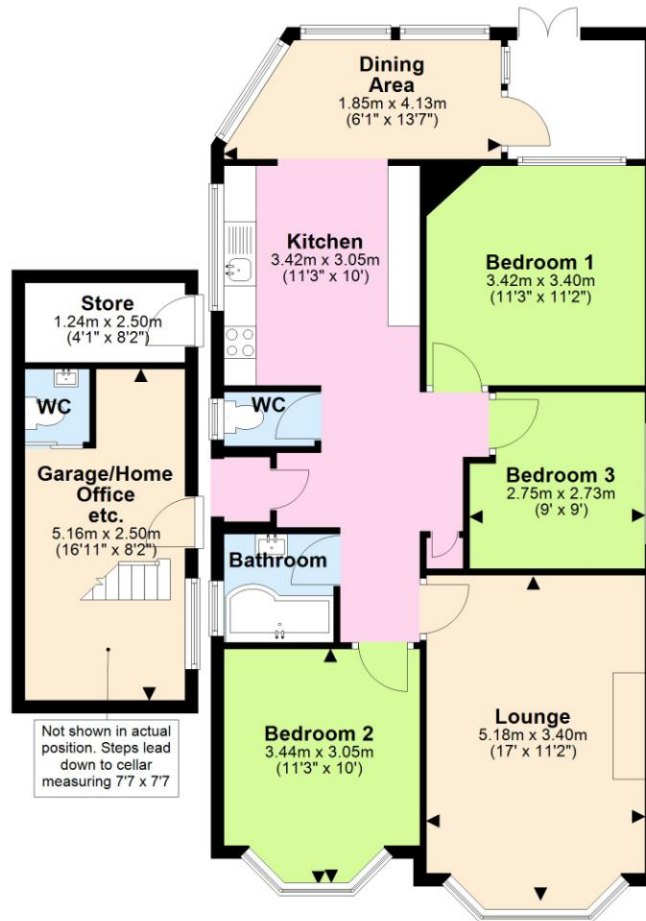 Dining
Area
1.85m x 4.13m
(6'1" x 13'7")
Kitchen
3.42m x 3.05m
(11'3" x 10')
Bedroom 1
3.42m x 3.40m
(11'3" x 11'2")
Store
1.24m x 2.50m
(4'1" x 8'2")
WC
WC
Garage/Home
Office
etc.
5.16m x 2.50m
(16'11" x 8'2")
Bedroom 3
2.75m x 2.73m
(9' x 9')
Bathroom
Not shown in actual
position. Steps lead
down to cellar
measuring 7'7 x 7'7
Bedroom 2
3.44m x 3.05m
(11'3" x 10')
Lounge
5.18m x 3.40m
(17' x 11'2")